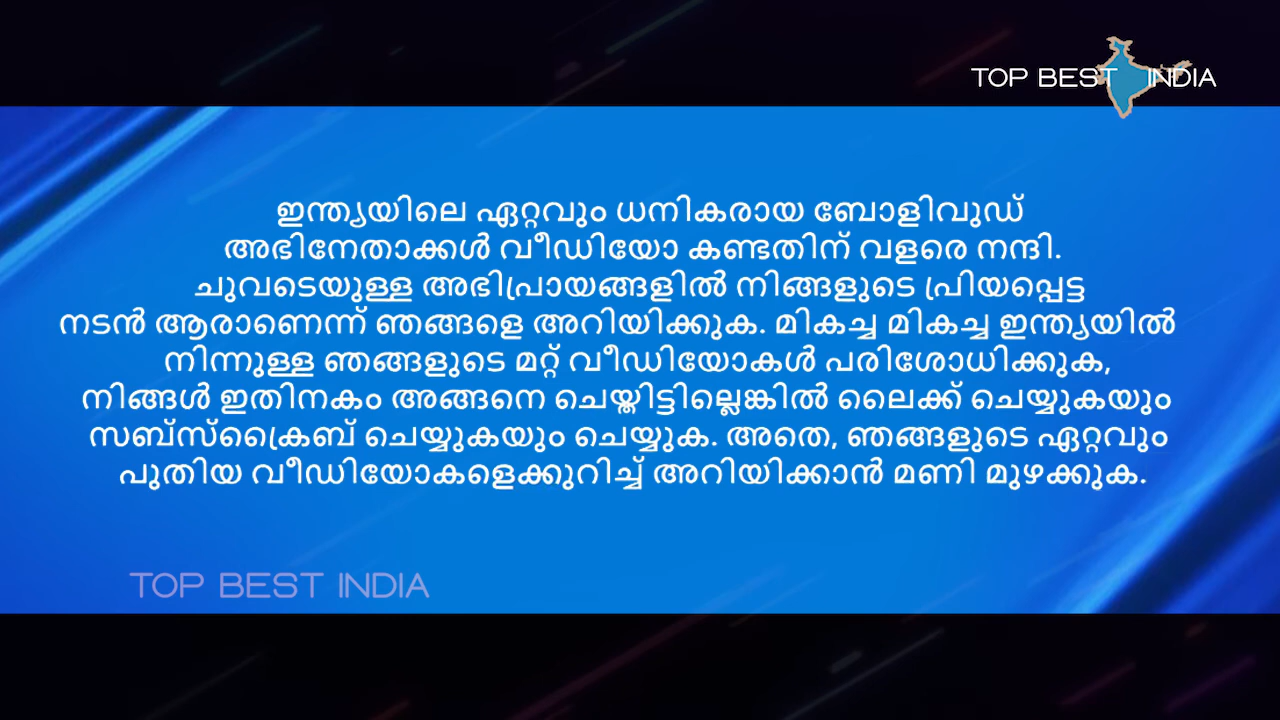 TOP BEST INDIA
ഇന്ത്യയിലെ ഏറ്റവും ധനികരായ ബോളിവുഡ്
അഭിനേതാക്കൾ വീഡിയോ കണ്ടതിന് വളരെ നന്ദി.
ചുവടെയുള്ള അഭിപ്രായങ്ങളിൽ നിങ്ങളുടെ പ്രിയപ്പെട്ട
നടൻ ആരാണെന്ന് ഞങ്ങളെ അറിയിക്കുക. മികച്ച മികച്ച ഇന്ത്യയിൽ
നിന്നുള്ള ഞങ്ങളുടെ മറ്റ് വീഡിയോകൾ പരിശോധിക്കുക,
നിങ്ങൾ ഇതിനകം അങ്ങനെ ചെയ്തിട്ടില്ലെങ്കിൽ ലൈക്ക് ചെയ്യുകയും
സബ്സ്ക്രൈബ് ചെയ്യുകയും ചെയ്യുക. അതെ, ഞങ്ങളുടെ ഏറ്റവും
പുതിയ വീഡിയോകളെക്കുറിച്ച് അറിയിക്കാൻ മണി മുഴക്കുക.
TOP BEST INDIA